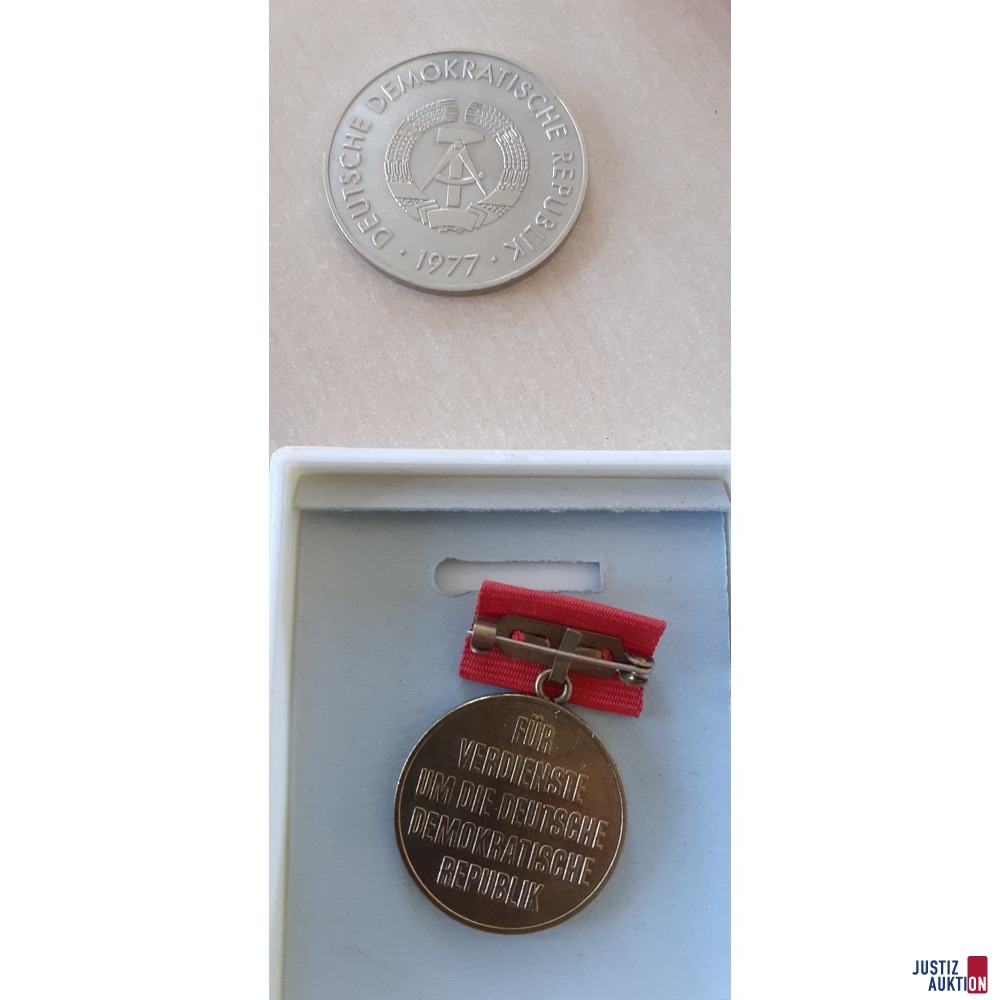 DEUTSCHE DEMOKRATISCHE REPUBLIK
· 1977 ·
FÜR
VERDIENSTE
UM DIE DEUTSCHE
DEMOKRATISCHE
REPUBLIK
JUSTIZ
AUKTION